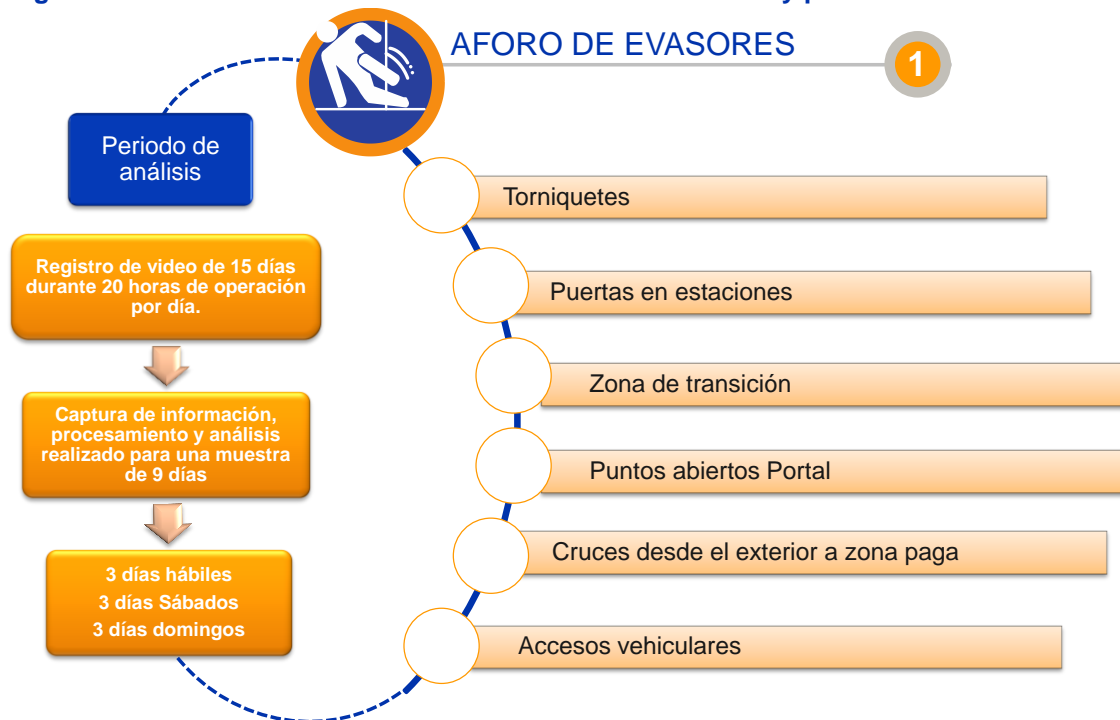 AFORO DE EVASORES
1
Periodo de
análisis
Registro de video de 15 días
durante 20 horas de operación
por día.
Captura de información,
procesamiento y análisis
realizado para una muestra
de 9 días
3 días hábiles
3 días Sábados
3 días domingos
Torniquetes
Puertas en estaciones
Zona de transición
Puntos abiertos Portal
Cruces desde el exterior a zona paga
Accesos vehiculares